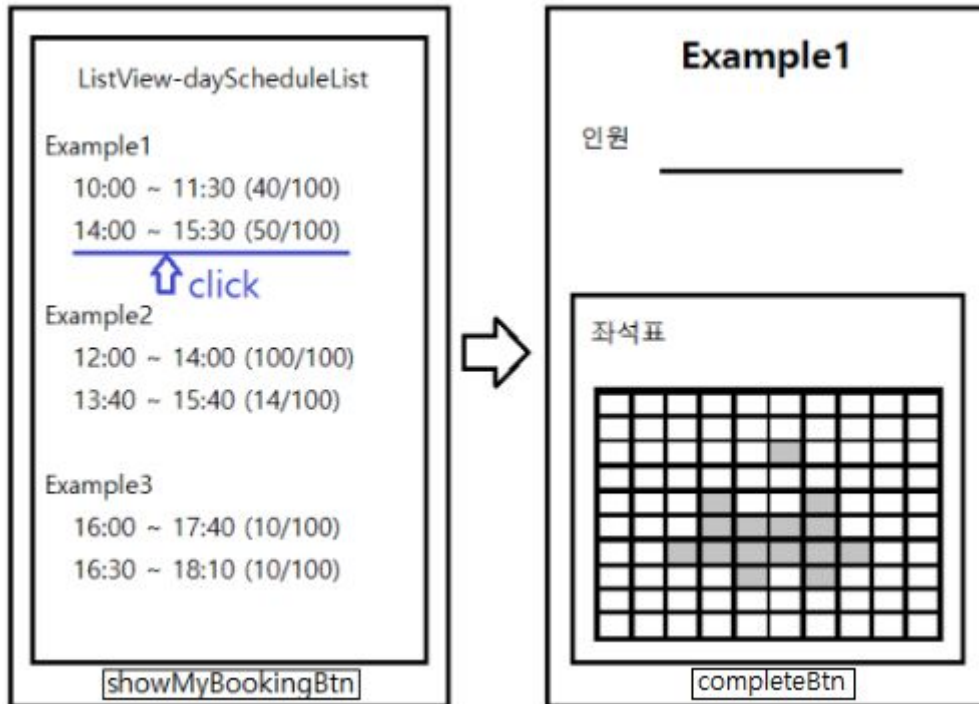 ListView-dayScheduleList
Example1
10:00 ~ 11:30 (40/100)
14:00 ~ 15:30 (50/100)
click
Example2
12:00 ~ 14:00 (100/100)
13:40 ~ 15:40 (14/100)
Example3
16:00 ~ 17:40 (10/100)
16:30 ~ 18:10 (10/100)
showMyBookingBtn
Example1
인원
좌석표
completeBtn